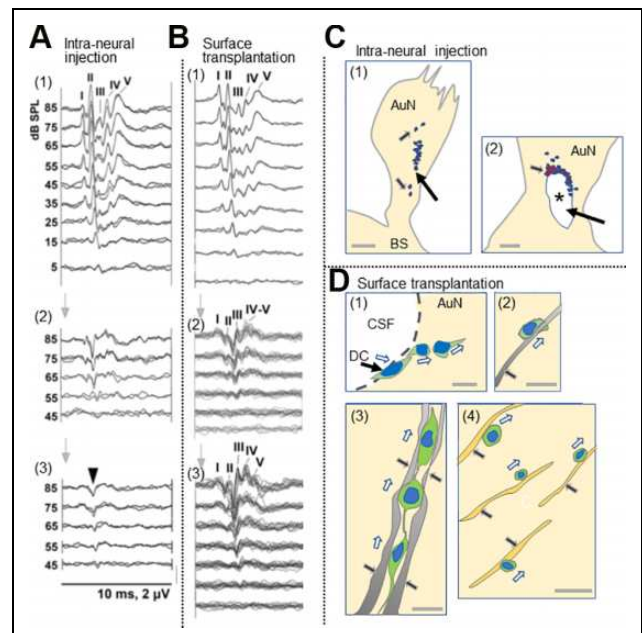 A Intra-neural injection
(1)
II
I III IV V
dB SPL
85
75
65
55
45
35
25
15
5
(2)
85
75
65
55
45
(3)
85
75
65
55
45
10 ms, 2 μV
B Surface transplantation
(1)
I II III IV V
(2)
I II III IV-V
(3)
I II III IV V
C Intra-neural injection
(1)
AuN
BS
(2)
AuN
*
D Surface transplantation
(1)
CSF
AuN
DC
(2)
(3)
(4)